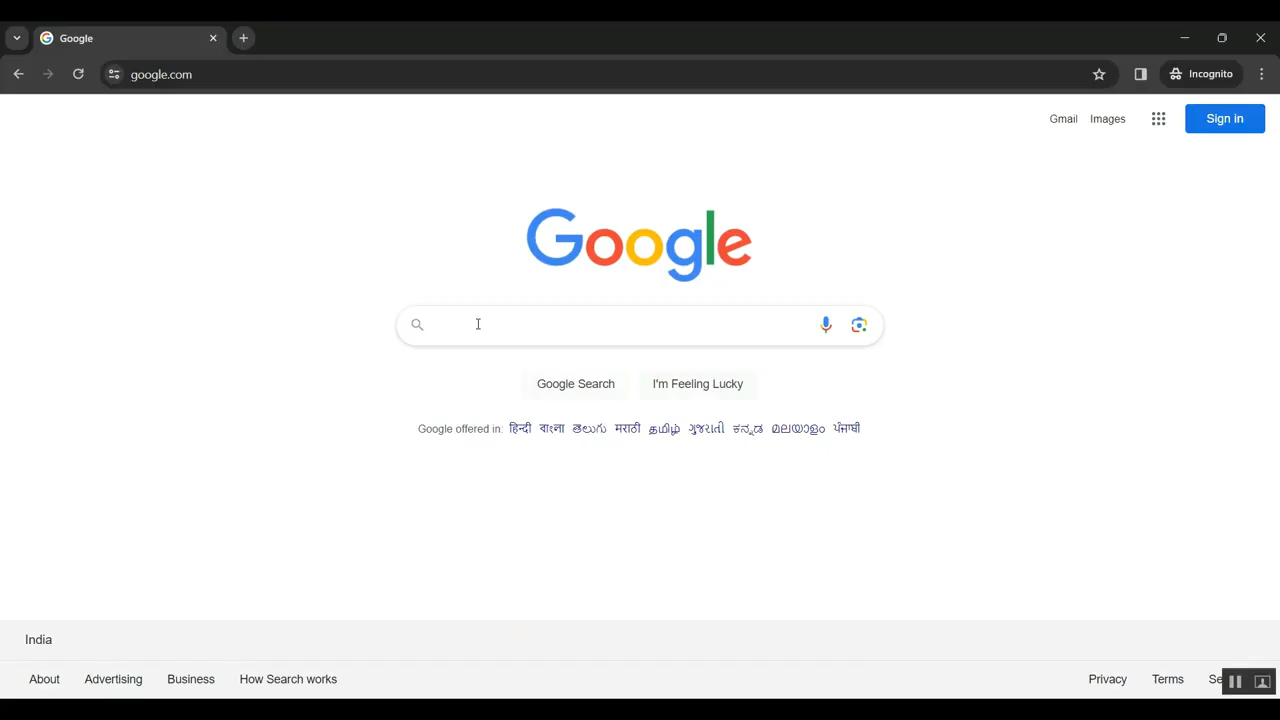 Google
google.com
Incognito
Gmail Images Sign in
Google
Google Search I'm Feeling Lucky
Google offered in: हिन्दी বাংলা తెలుగు मराठी தமிழ் ગુજરાતી ಕನ್ನಡ മലയാളം ਪੰਜਾਬੀ
India
About Advertising Business How Search works Privacy Terms Se